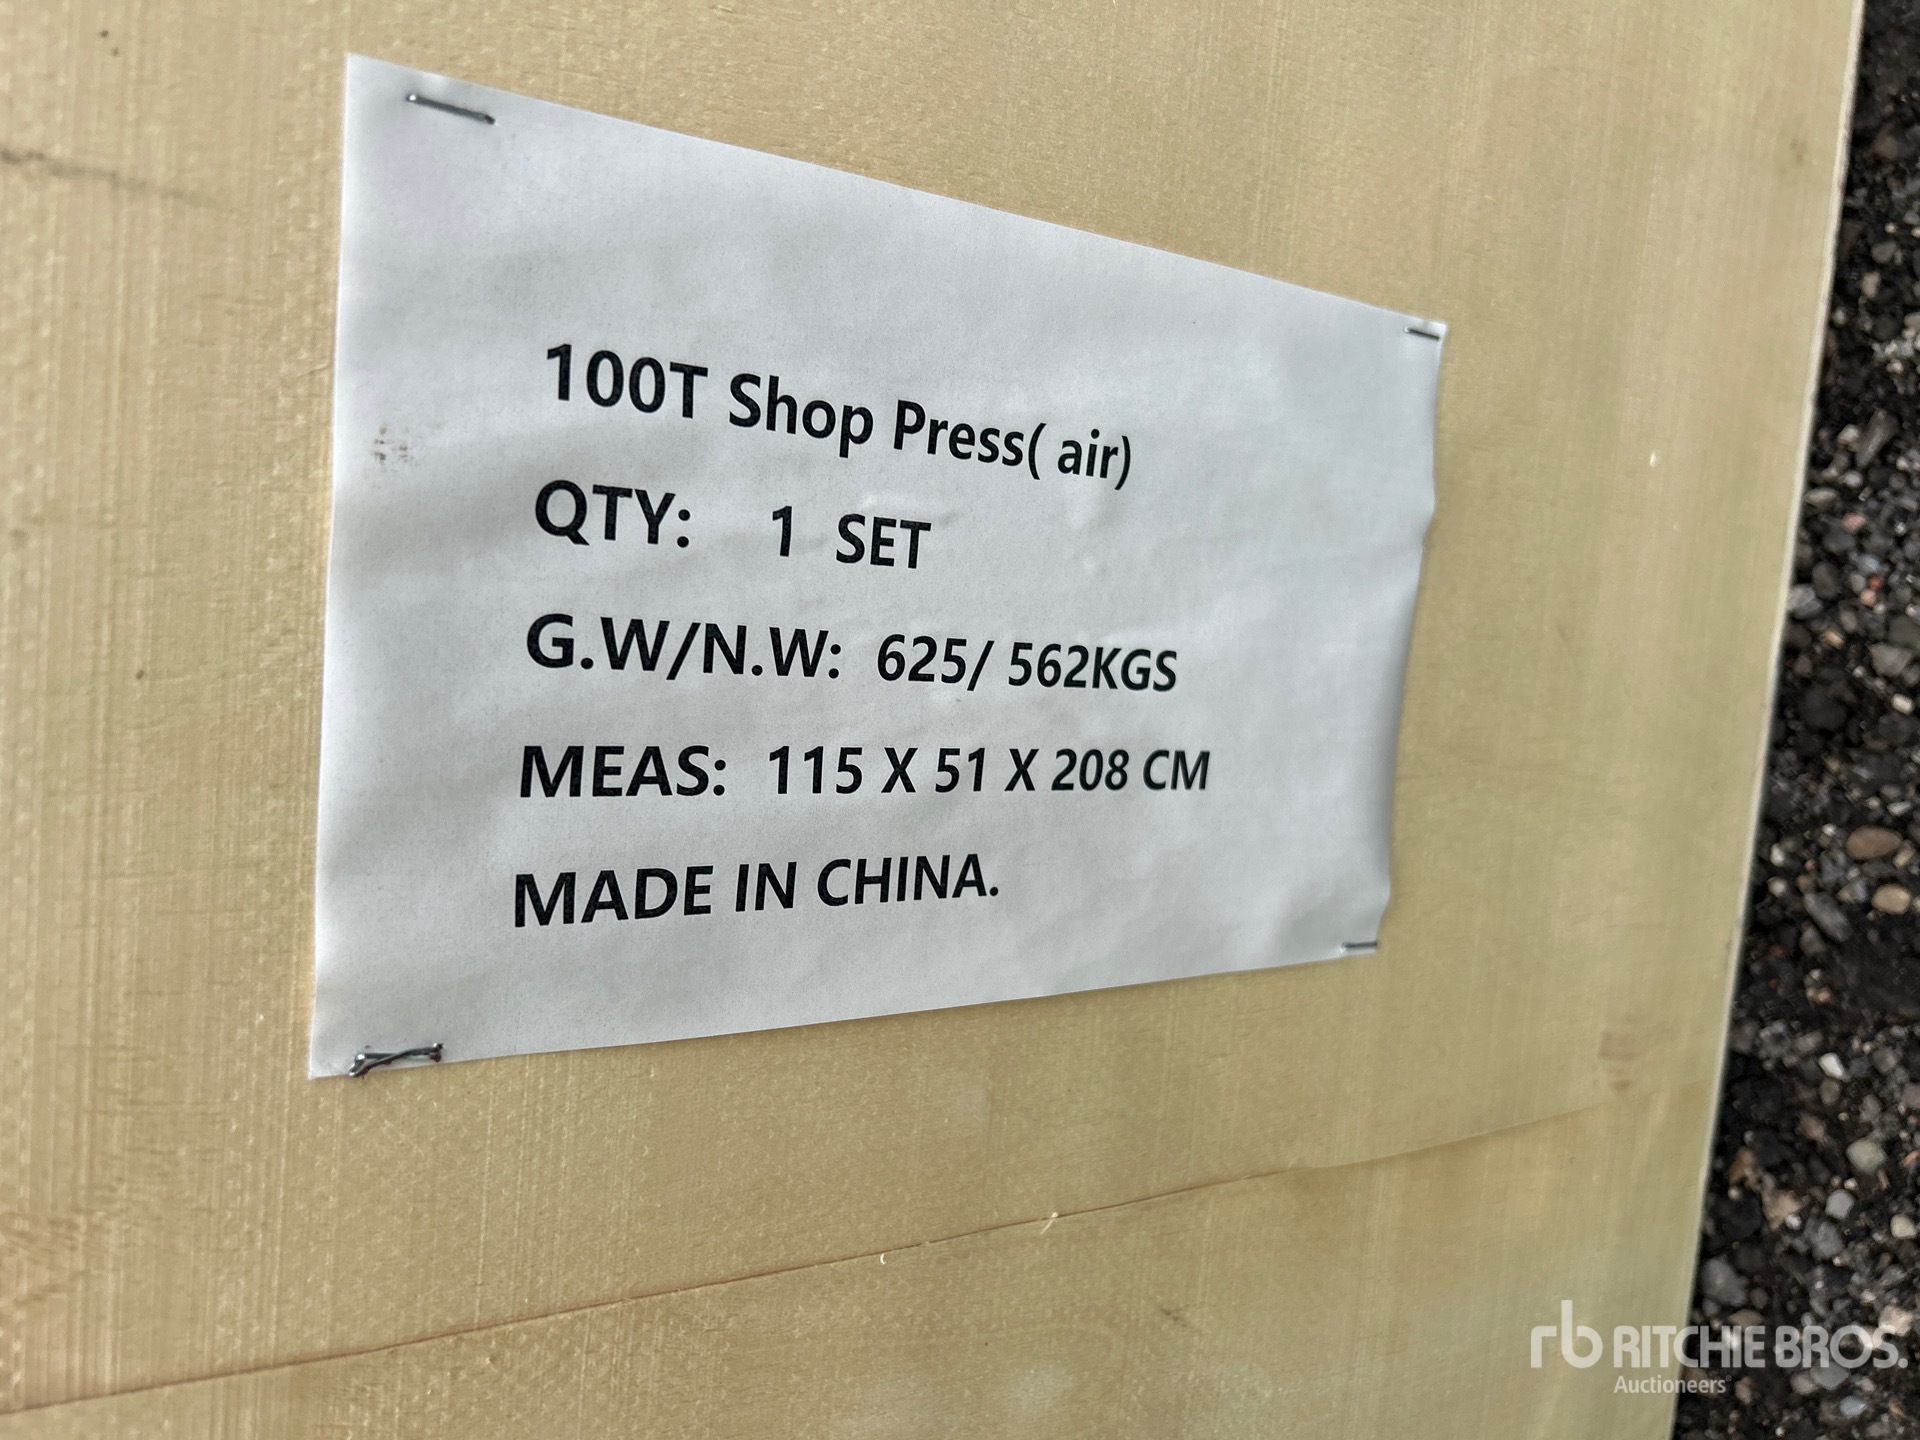 100T Shop Press( air)
QTY: 1 SET
G.W/N.W: 625/ 562KGS
MEAS: 115 X 51 X 208 CM
MADE IN CHINA.
rb RITCHIE BROS.
Auctioneers